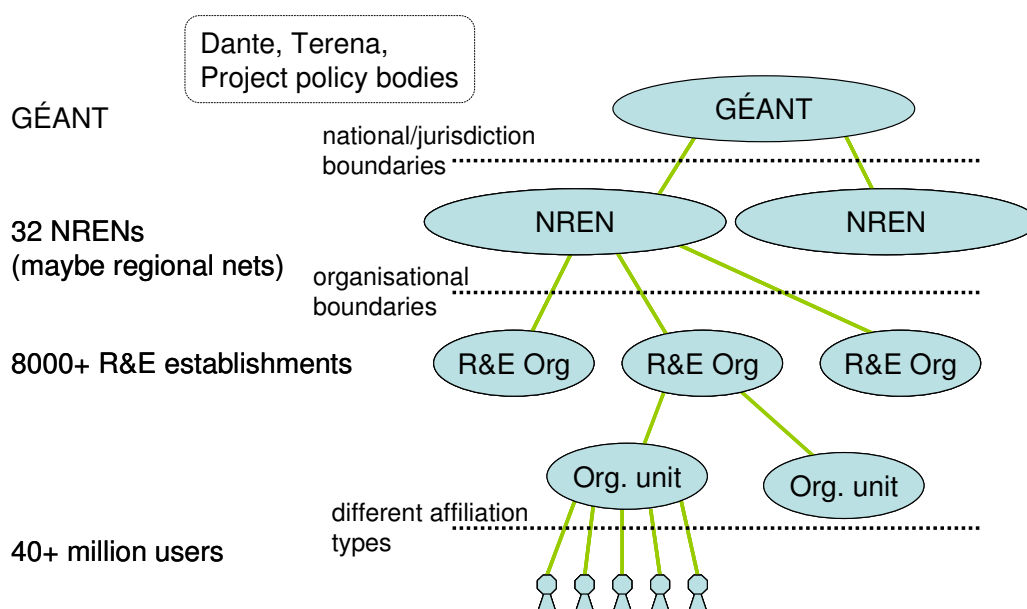 Dante, Terena,
Project policy bodies
GÉANT
GÉANT
national/jurisdiction
boundaries
32 NRENs
(maybe regional nets)
NREN
NREN
organisational
boundaries
8000+ R&E establishments
R&E Org
R&E Org
R&E Org
Org. unit
Org. unit
different affiliation
types
40+ million users